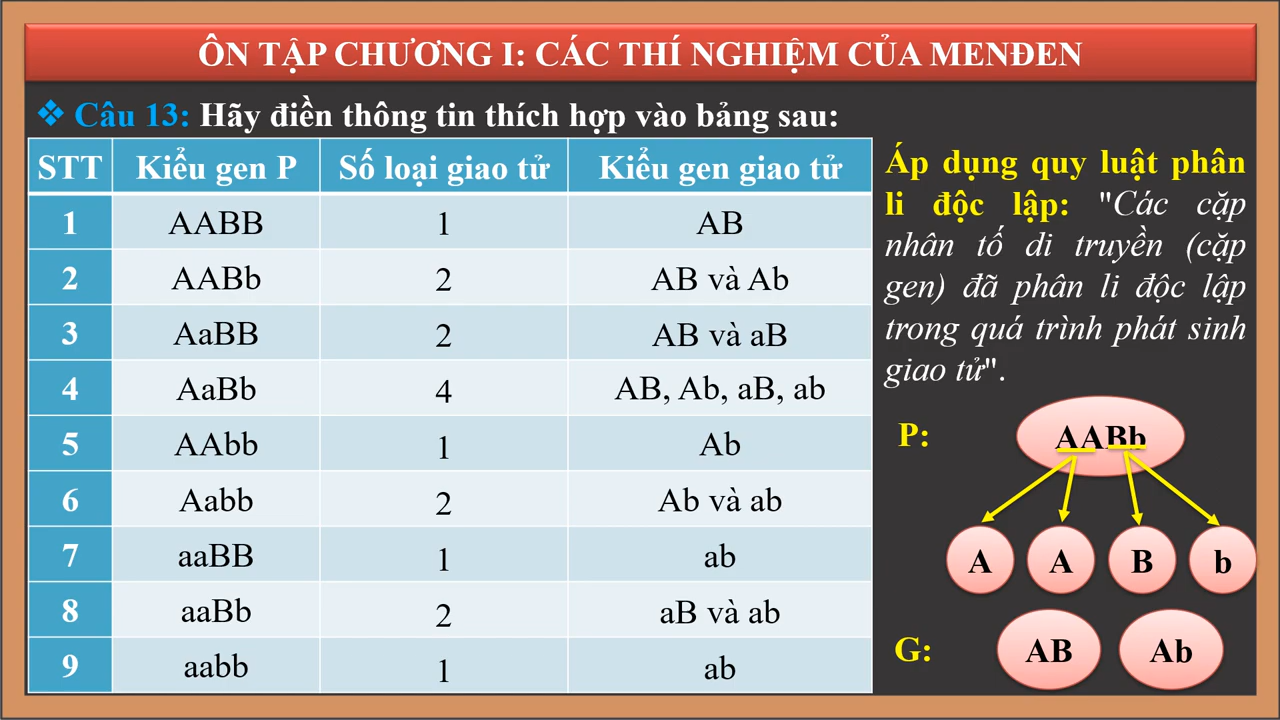 ÔN TẬP CHƯƠNG I: CÁC THÍ NGHIỆM CỦA MENĐEN
❖ Câu 13: Hãy điền thông tin thích hợp vào bảng sau:
STT Kiểu gen P Số loại giao tử Kiểu gen giao tử
1 AABB 1 AB
2 AABb 2 AB và Ab
3 AaBB 2 AB và aB
4 AaBb 4 AB, Ab, aB, ab
5 AAbb 1 Ab
6 Aabb 2 Ab và ab
7 aaBB 1 ab
8 aaBb 2 aB và ab
9 aabb 1 ab
Áp dụng quy luật phân
li độc lập: "Các cặp
nhân tố di truyền (cặp
gen) đã phân li độc lập
trong quá trình phát sinh
giao tử".
P: AABb
A A B b
G: AB Ab